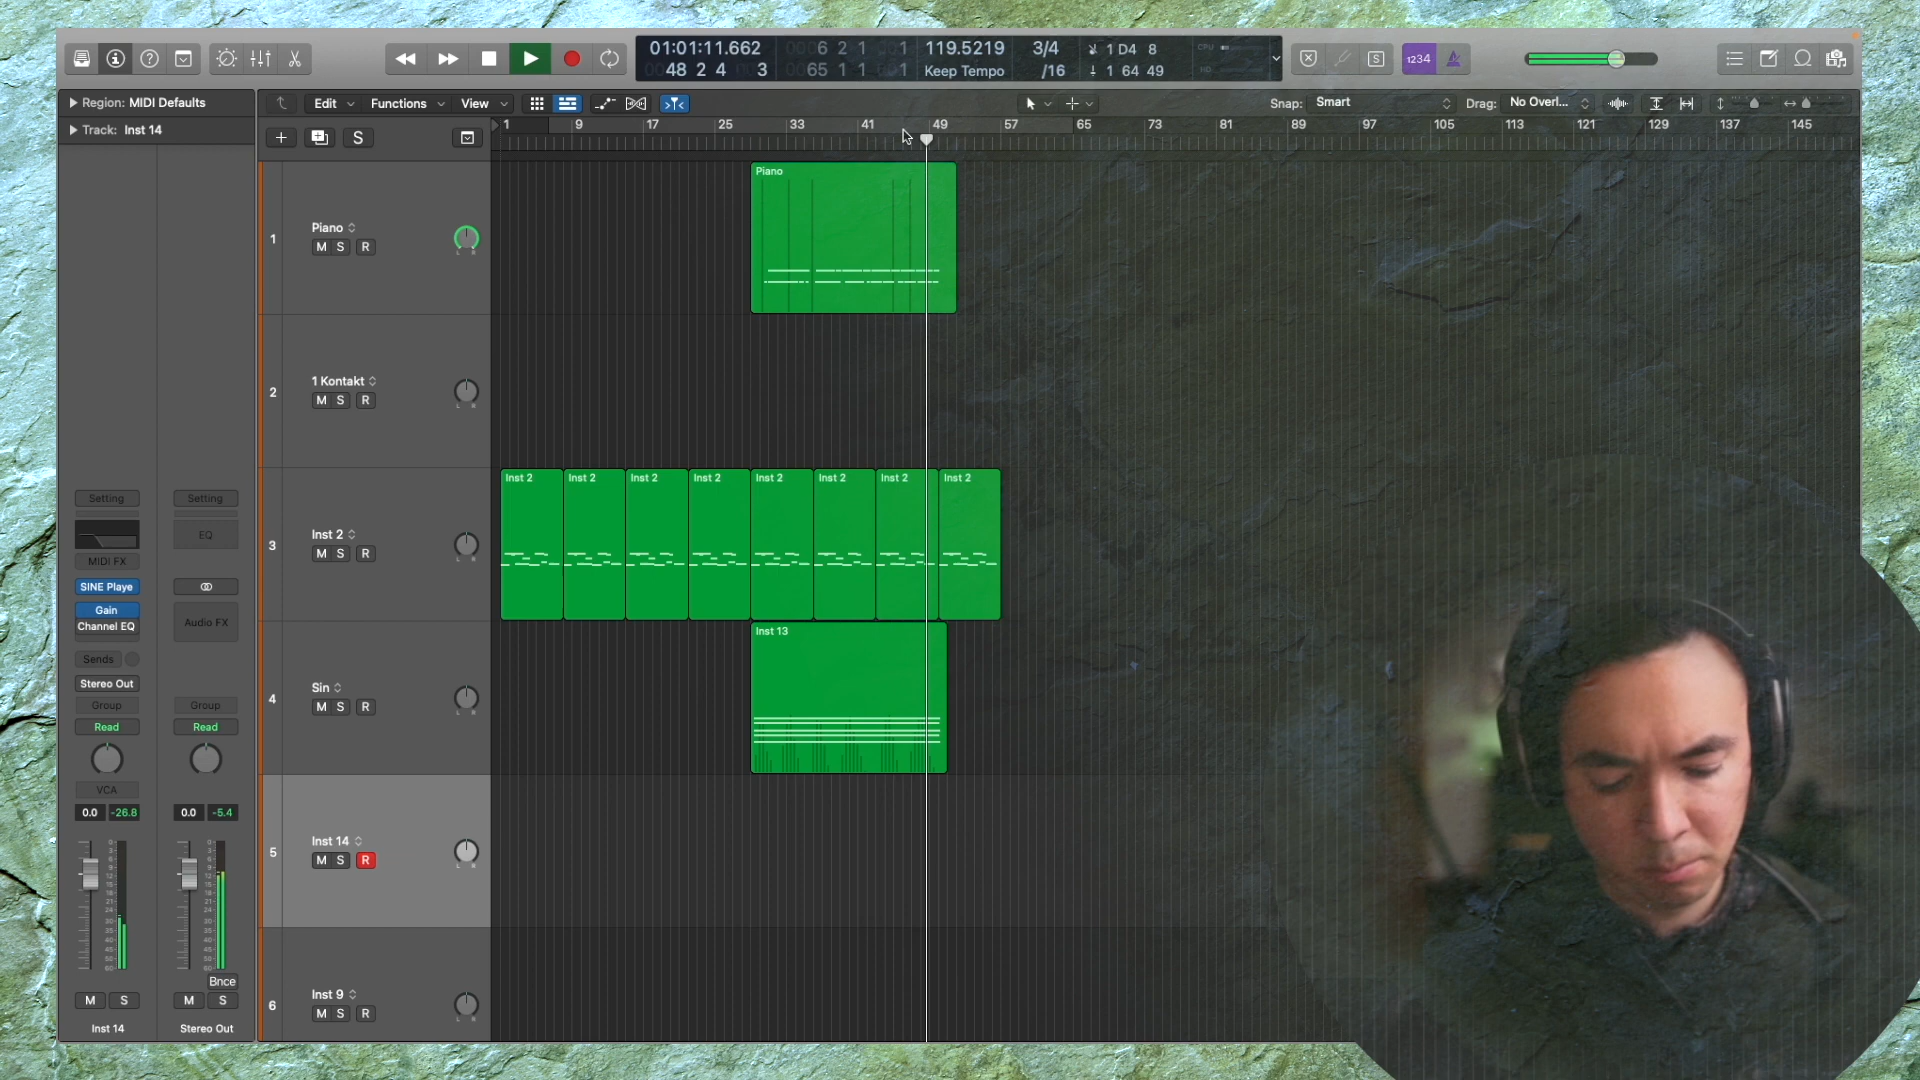 01:01:11.662
48 2 4 3
6 2 1 1
65 1 1 1
119.5219
Keep Tempo
3/4
/16
1 D4 8
1 64 49
CPU
HD
1234
Region: MIDI Defaults
Track: Inst 14
Edit
Functions
View
Snap: Smart
Drag: No Overl...
S
1 9 17 25 33 41 49 57 65 73 81 89 97 105 113 121 129 137 145
1
Piano
M S R
L R
Piano
2
1 Kontakt
M S R
L R
3
Inst 2
M S R
L R
Inst 2 Inst 2 Inst 2 Inst 2 Inst 2 Inst 2 Inst 2 Inst 2
4
Sin
M S R
L R
Inst 13
5
Inst 14
M S R
L R
6
Inst 9
M S R
L R
Setting Setting
EQ
MIDI FX
SINE Playe
Gain
Channel EQ
Audio FX
Sends
Stereo Out
Group Group
Read Read
VCA
0.0 -26.8 0.0 -5.4
Bnce
M S M S
Inst 14 Stereo Out